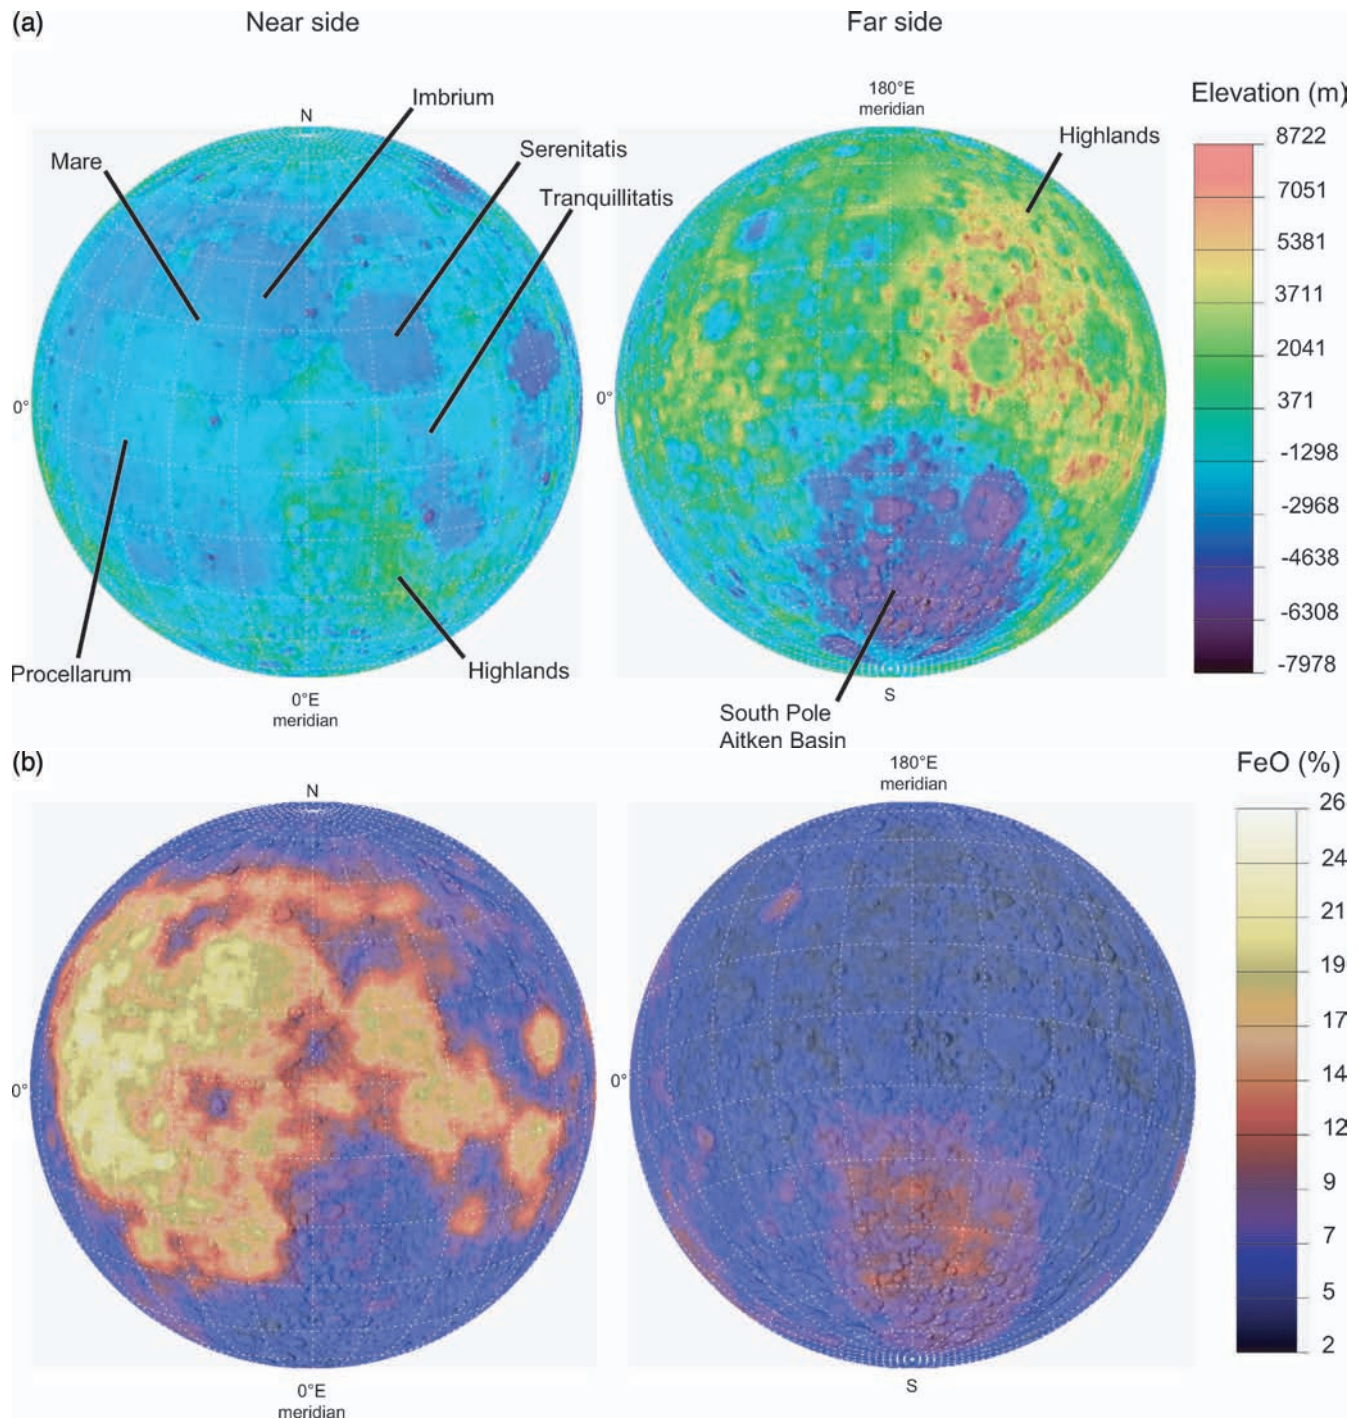 (a)
Near side
Far side
Imbrium
N
Mare
Serenitatis
Tranquillitatis
0°
Procellarum
Highlands
0°E
meridian
180°E
meridian
Highlands
0°
South Pole
Aitken Basin
S
Elevation (m)
8722
7051
5381
3711
2041
371
-1298
-2968
-4638
-6308
-7978
(b)
N
0°
0°E
meridian
180°E
meridian
0°
S
FeO (%)
26
24
21
19
17
14
12
9
7
5
2